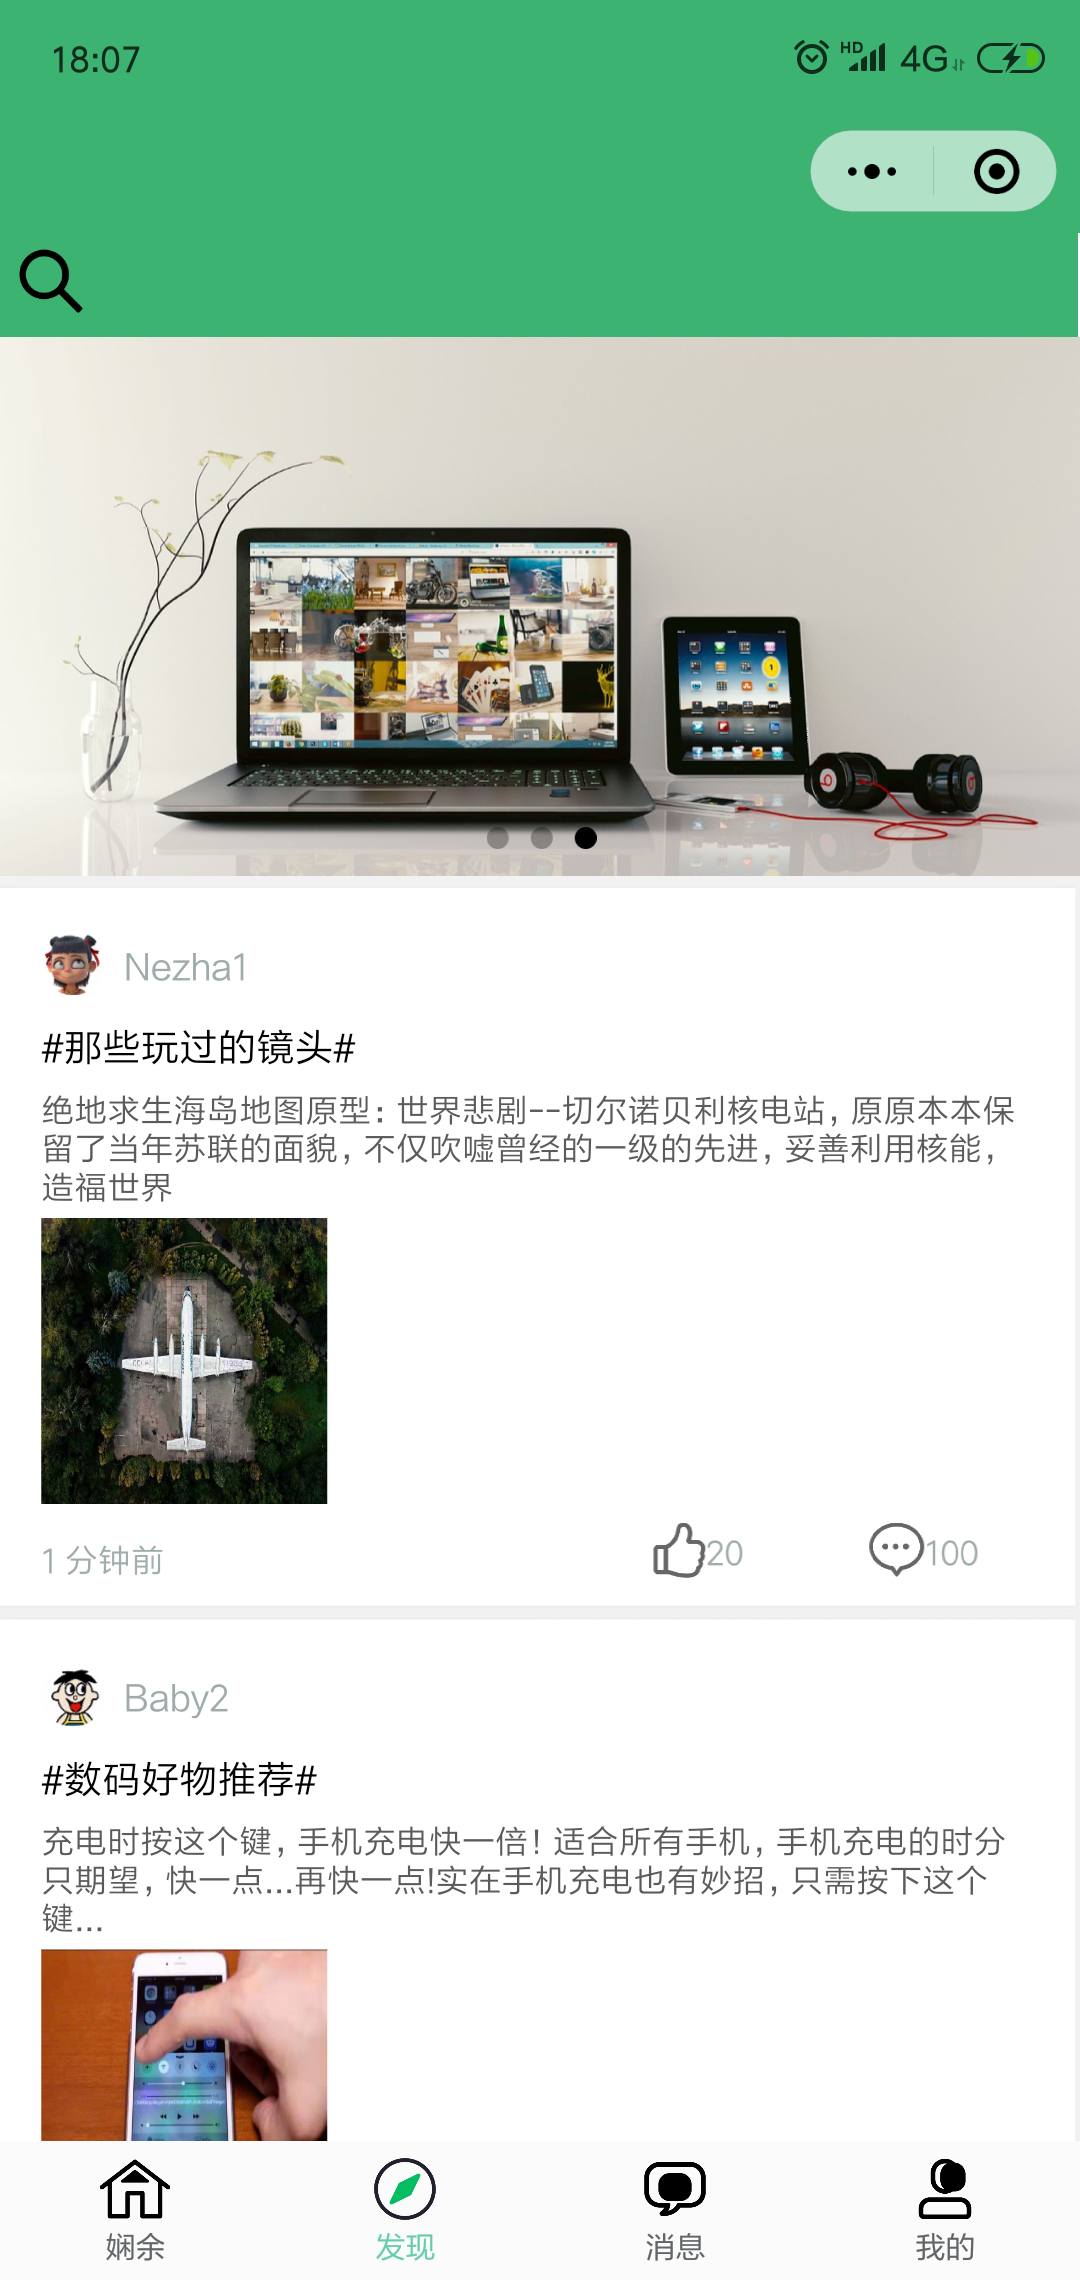 18:07
HD 4G
Nezha1
#那些玩过的镜头#
绝地求生海岛地图原型：世界悲剧--切尔诺贝利核电站，原原本本保
留了当年苏联的面貌，不仅吹嘘曾经的一级的先进，妥善利用核能，
造福世界
1 分钟前
20
100
Baby2
#数码好物推荐#
充电时按这个键，手机充电快一倍！适合所有手机，手机充电的时分
只期望，快一点...再快一点!实在手机充电也有妙招，只需按下这个
键...
娴余
发现
消息
我的